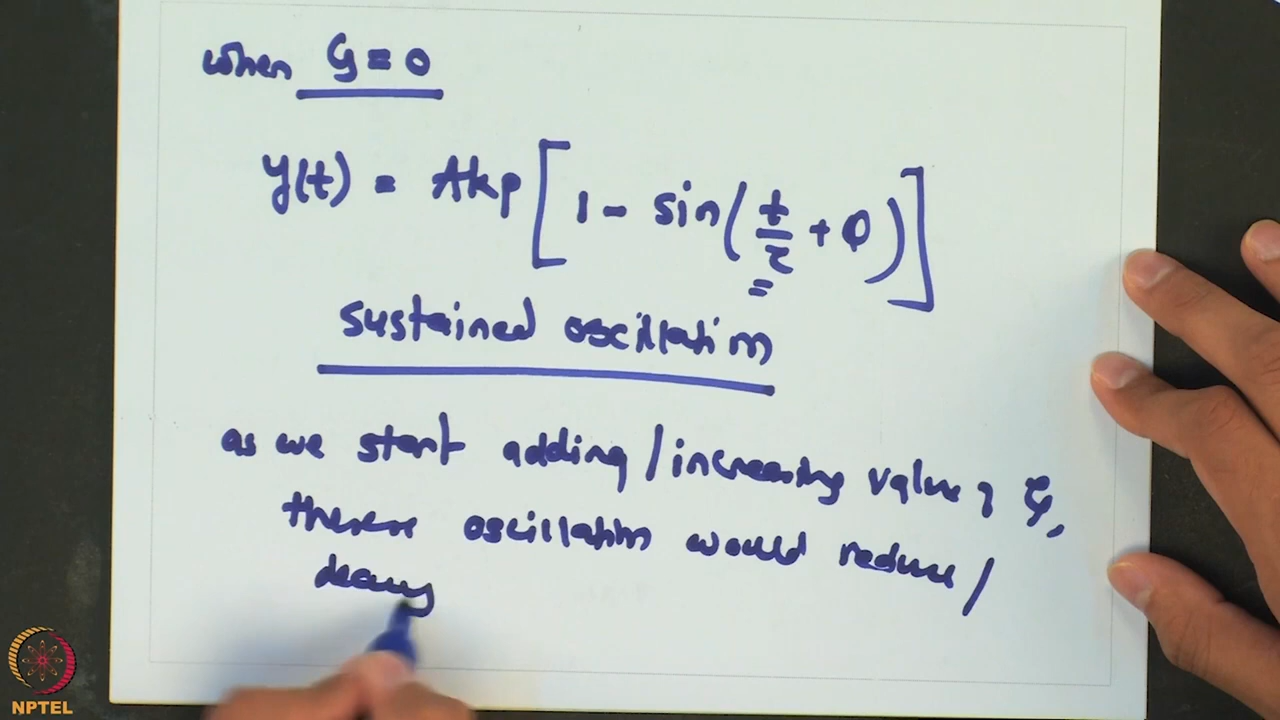 when ζ = 0
y(t) = Akp [ 1 - sin( t/τ + φ ) ]
sustained oscillation
as we start adding / increasing value of ζ,
these oscillation would reduce /
decay
NPTEL